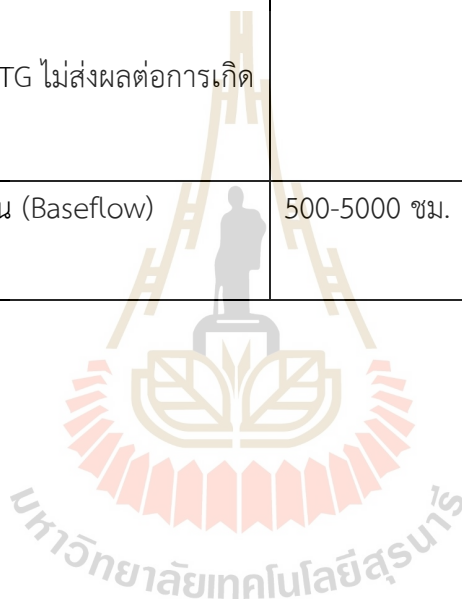 TG ไม่ส่งผลต่อการเกิด
น (Baseflow) 500-5000 ชม.
มหาวิทยาลัยเทคโนโลยีสุรนารี